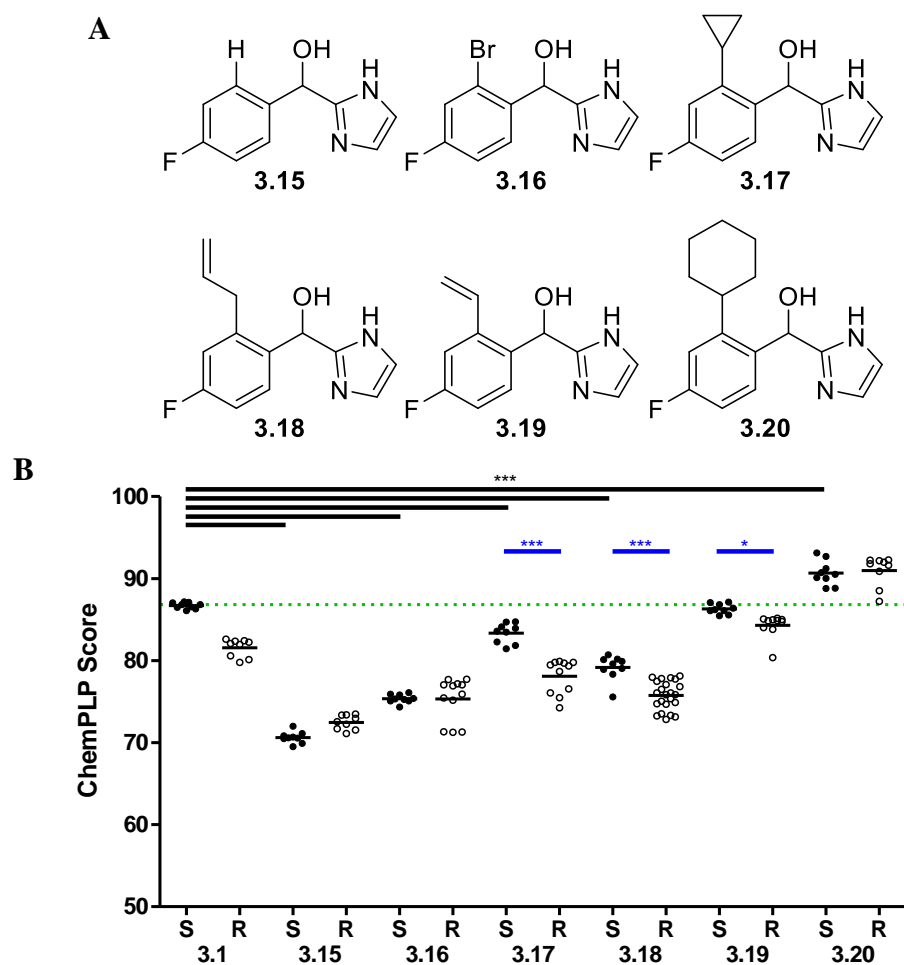 A
H OH H Br OH H OH H
N N N
F N F N F N
3.15 3.16 3.17
OH H OH H OH H
N N N
F N F N F N
3.18 3.19 3.20
B
100
90
80
70
60
50
ChemPLP Score
***
*** *** *
S R S R S R S R S R S R S R
3.1 3.15 3.16 3.17 3.18 3.19 3.20